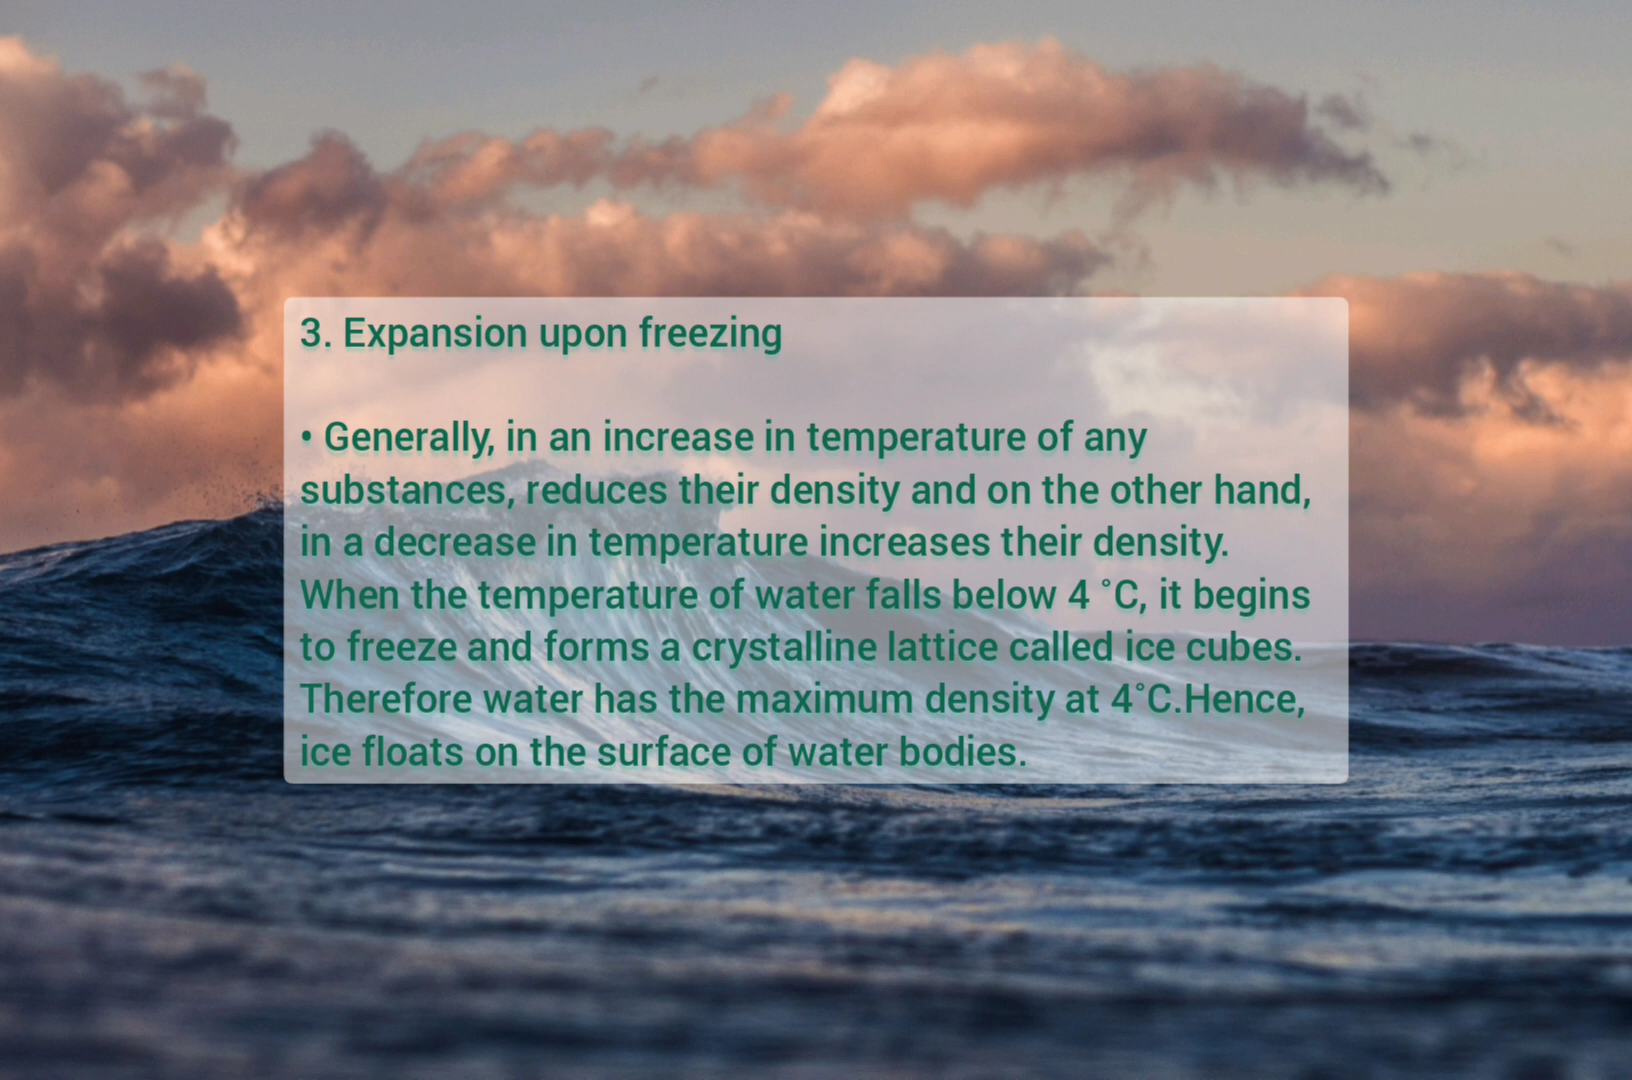 3. Expansion upon freezing
• Generally, in an increase in temperature of any
substances, reduces their density and on the other hand,
in a decrease in temperature increases their density.
When the temperature of water falls below 4 ˚C, it begins
to freeze and forms a crystalline lattice called ice cubes.
Therefore water has the maximum density at 4˚C.Hence,
ice floats on the surface of water bodies.